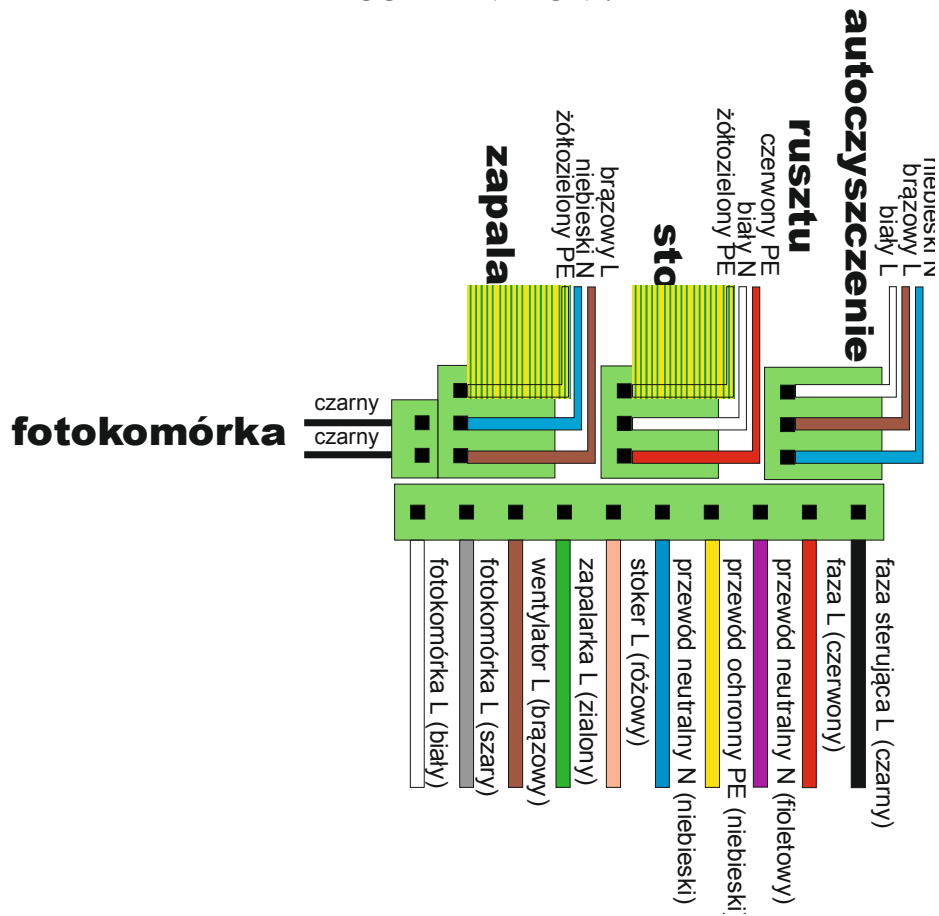 zapala
żółtozielony PE
niebieski N
brązowy L
sto
żółtozielony PE
biały N
czerwony PE
rusztu
autoczyszczenie
biały L
brązowy L
niebieski N
fotokomórka
czarny
czarny
fotokomórka L (biały)
fotokomórka L (szary)
wentylator L (brązowy)
zapalarka L (zialony)
stoker L (różowy)
przewód neutralny N (niebieski)
przewód ochronny PE (niebieski)
przewód neutralny N (fioletowy)
faza L (czerwony)
faza sterująca L (czarny)